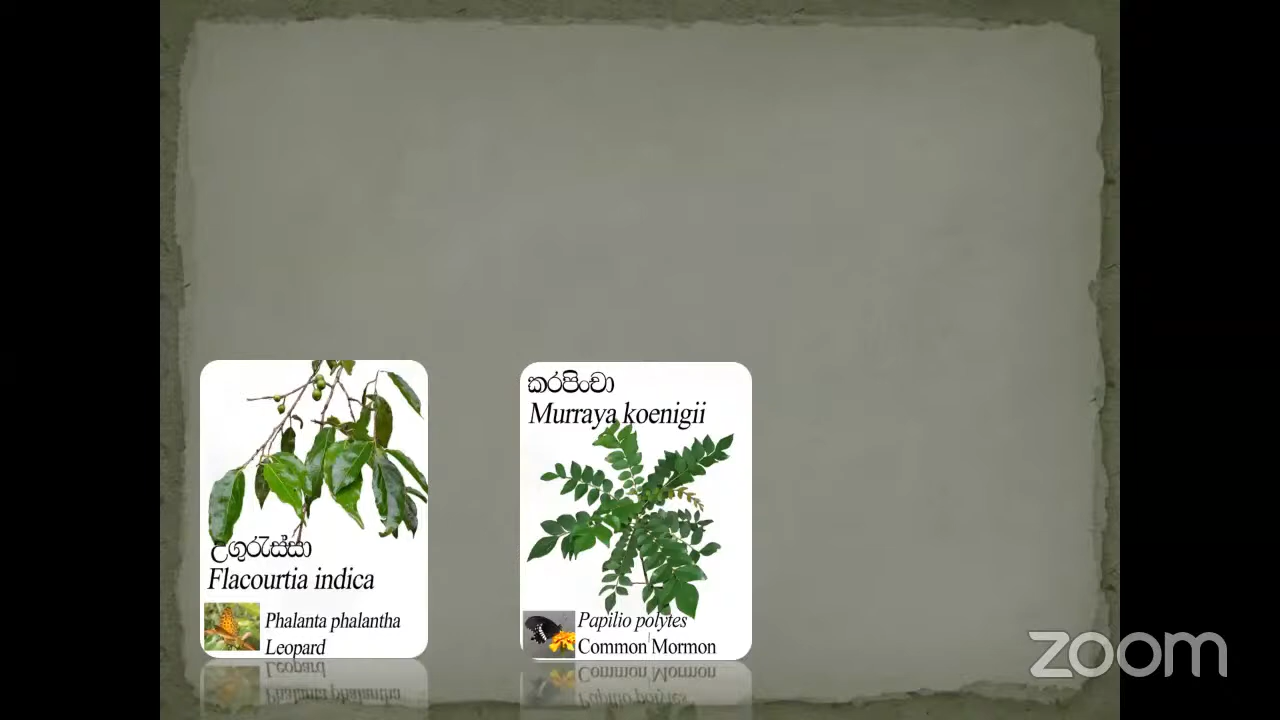 උගුරැස්සා
Flacourtia indica
Phalanta phalantha
Leopard
කරපිංචා
Murraya koenigii
Papilio polytes
Common Mormon
zoom